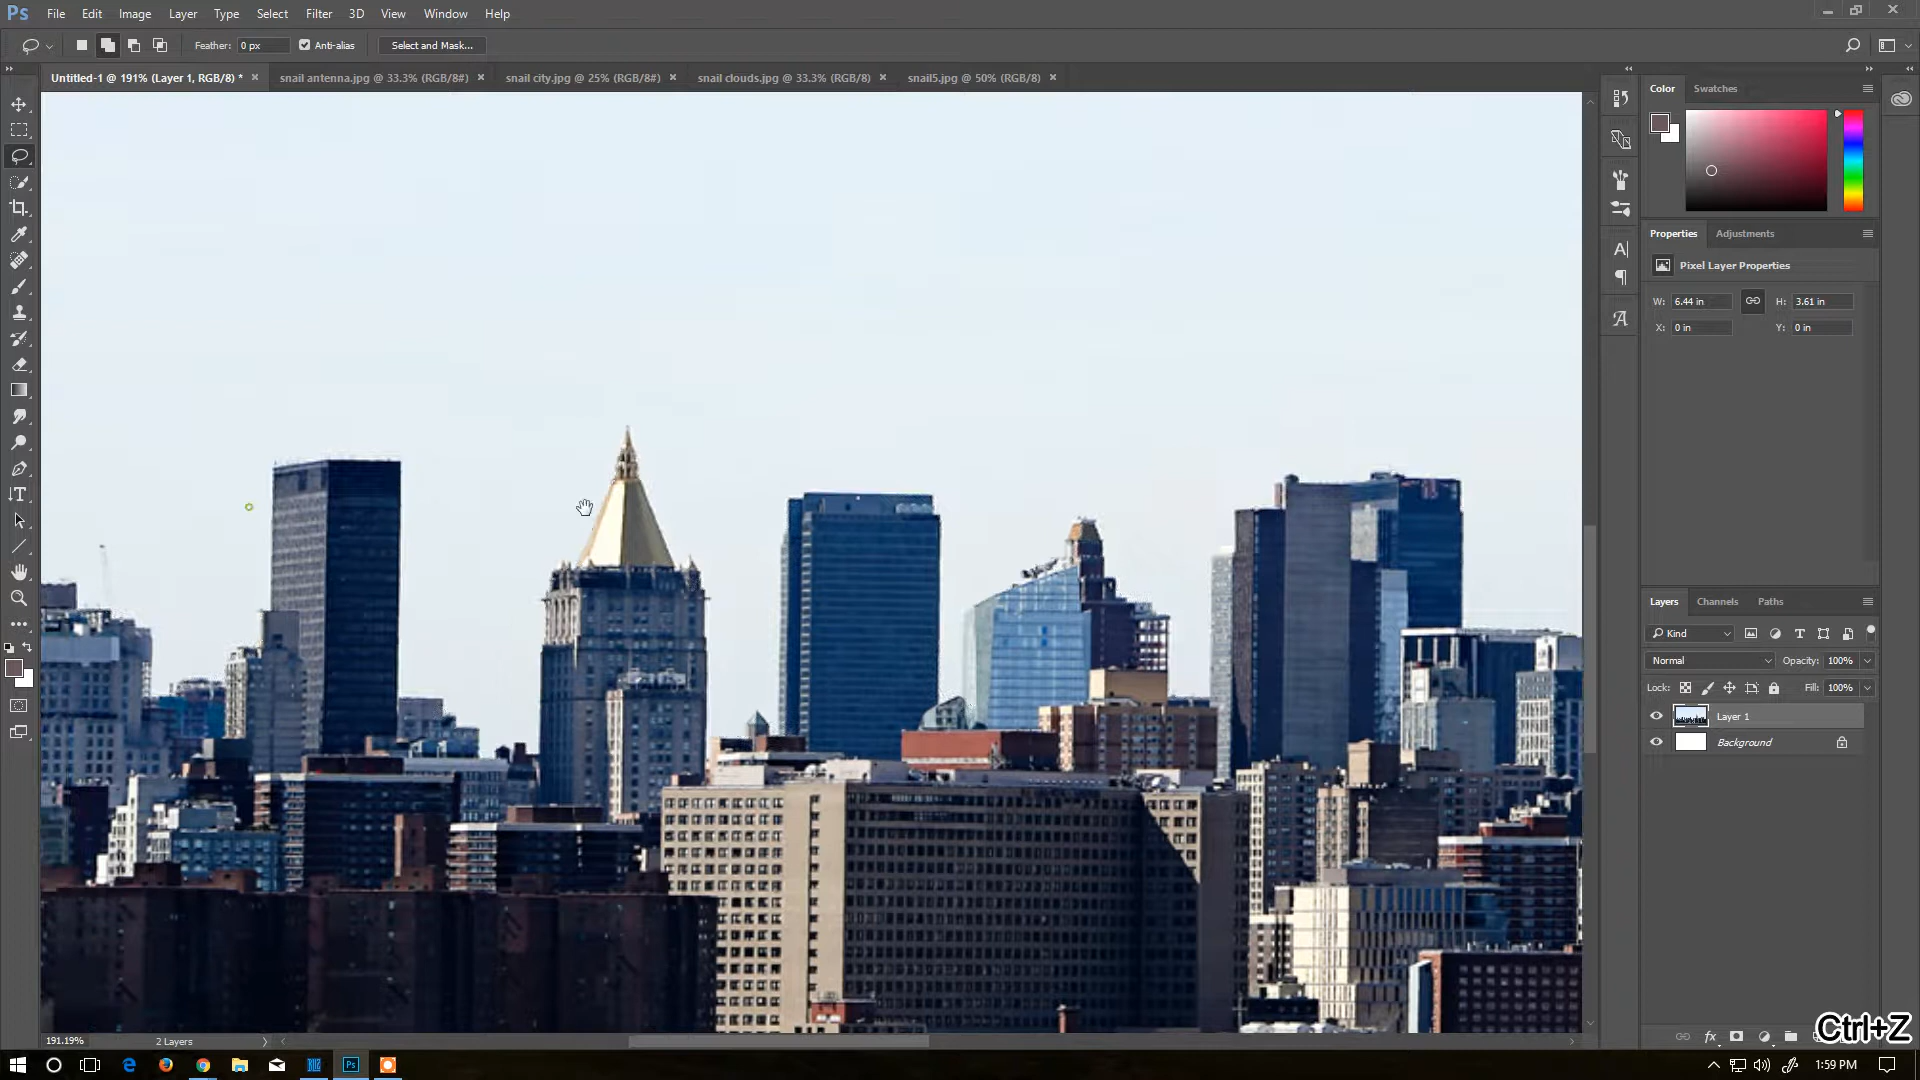 Ps File Edit Image Layer Type Select Filter 3D View Window Help
Feather: 0 px Anti-alias Select and Mask...
Untitled-1 @ 191% (Layer 1, RGB/8) * × snail antenna.jpg @ 33.3% (RGB/8#) × snail city.jpg @ 25% (RGB/8#) × snail clouds.jpg @ 33.3% (RGB/8) × snail5.jpg @ 50% (RGB/8) ×
Color Swatches
Properties Adjustments
Pixel Layer Properties
W: 6.44 in H: 3.61 in
X: 0 in Y: 0 in
Layers Channels Paths
Kind
Normal Opacity: 100%
Lock: Fill: 100%
Layer 1
Background
fx
Ctrl+Z
191.19% 2 Layers
Ps 1:59 PM